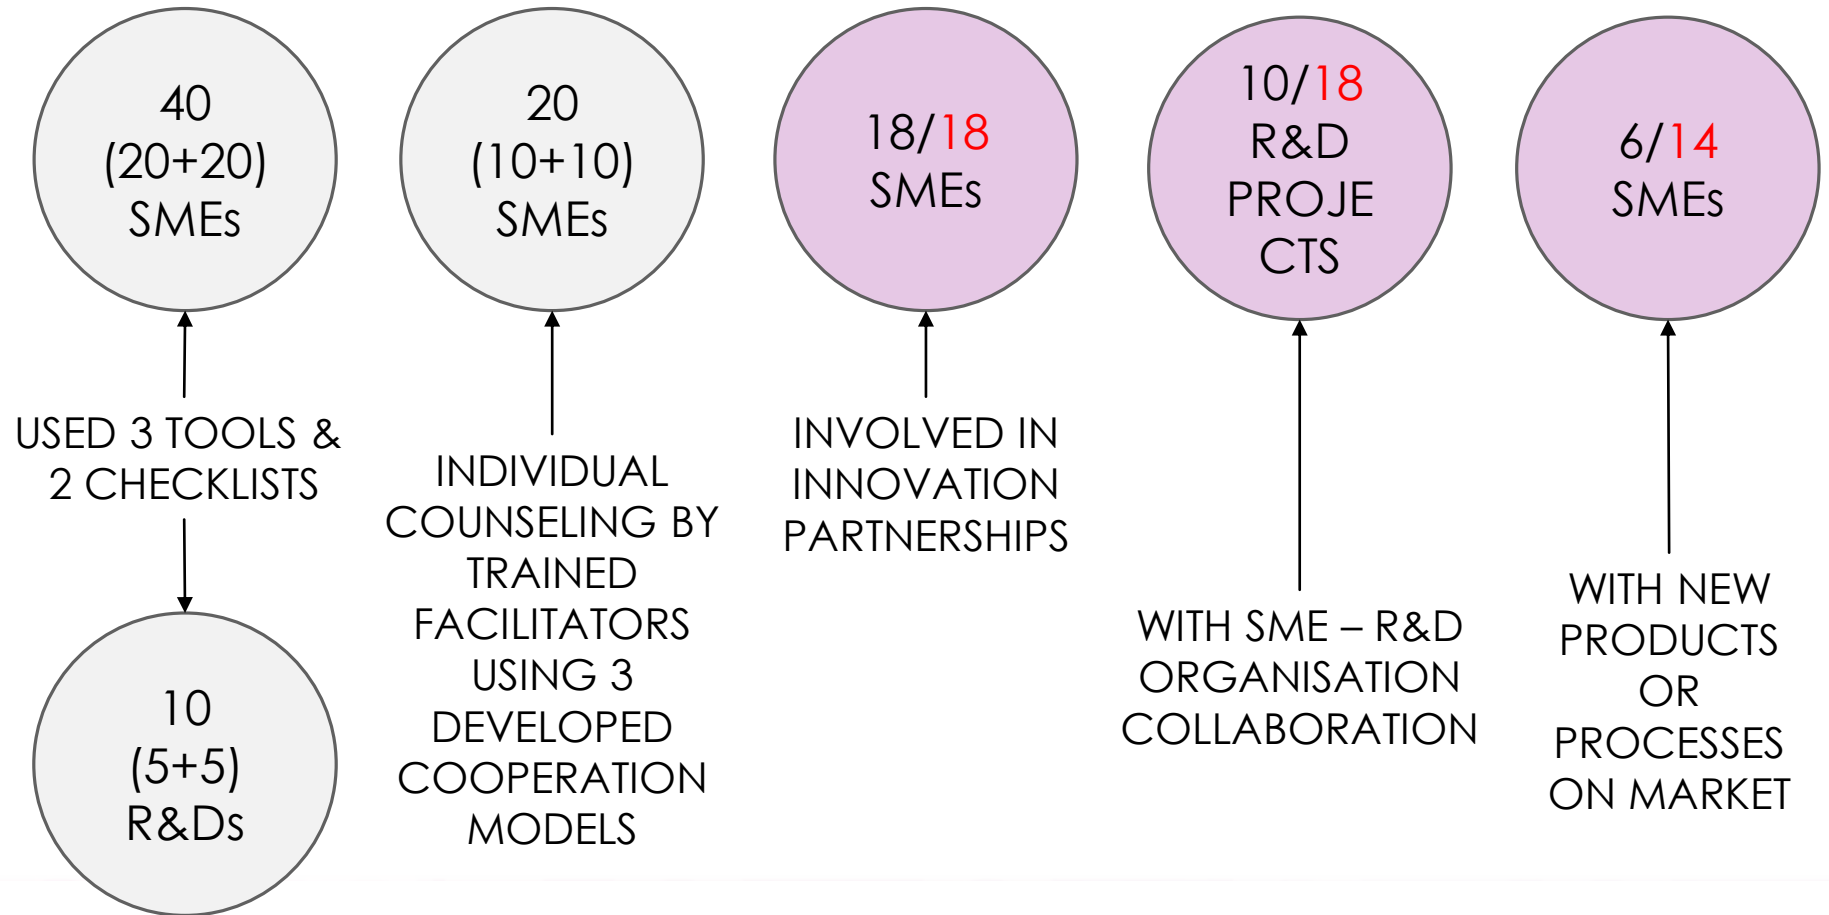 40
(20+20)
SMEs
USED 3 TOOLS &
2 CHECKLISTS
10
(5+5)
R&Ds
20
(10+10)
SMEs
INDIVIDUAL
COUNSELING BY
TRAINED
FACILITATORS
USING 3
DEVELOPED
COOPERATION
MODELS
18/18
SMEs
INVOLVED IN
INNOVATION
PARTNERSHIPS
10/18
R&D
PROJE
CTS
WITH SME – R&D
ORGANISATION
COLLABORATION
6/14
SMEs
WITH NEW
PRODUCTS
OR
PROCESSES
ON MARKET